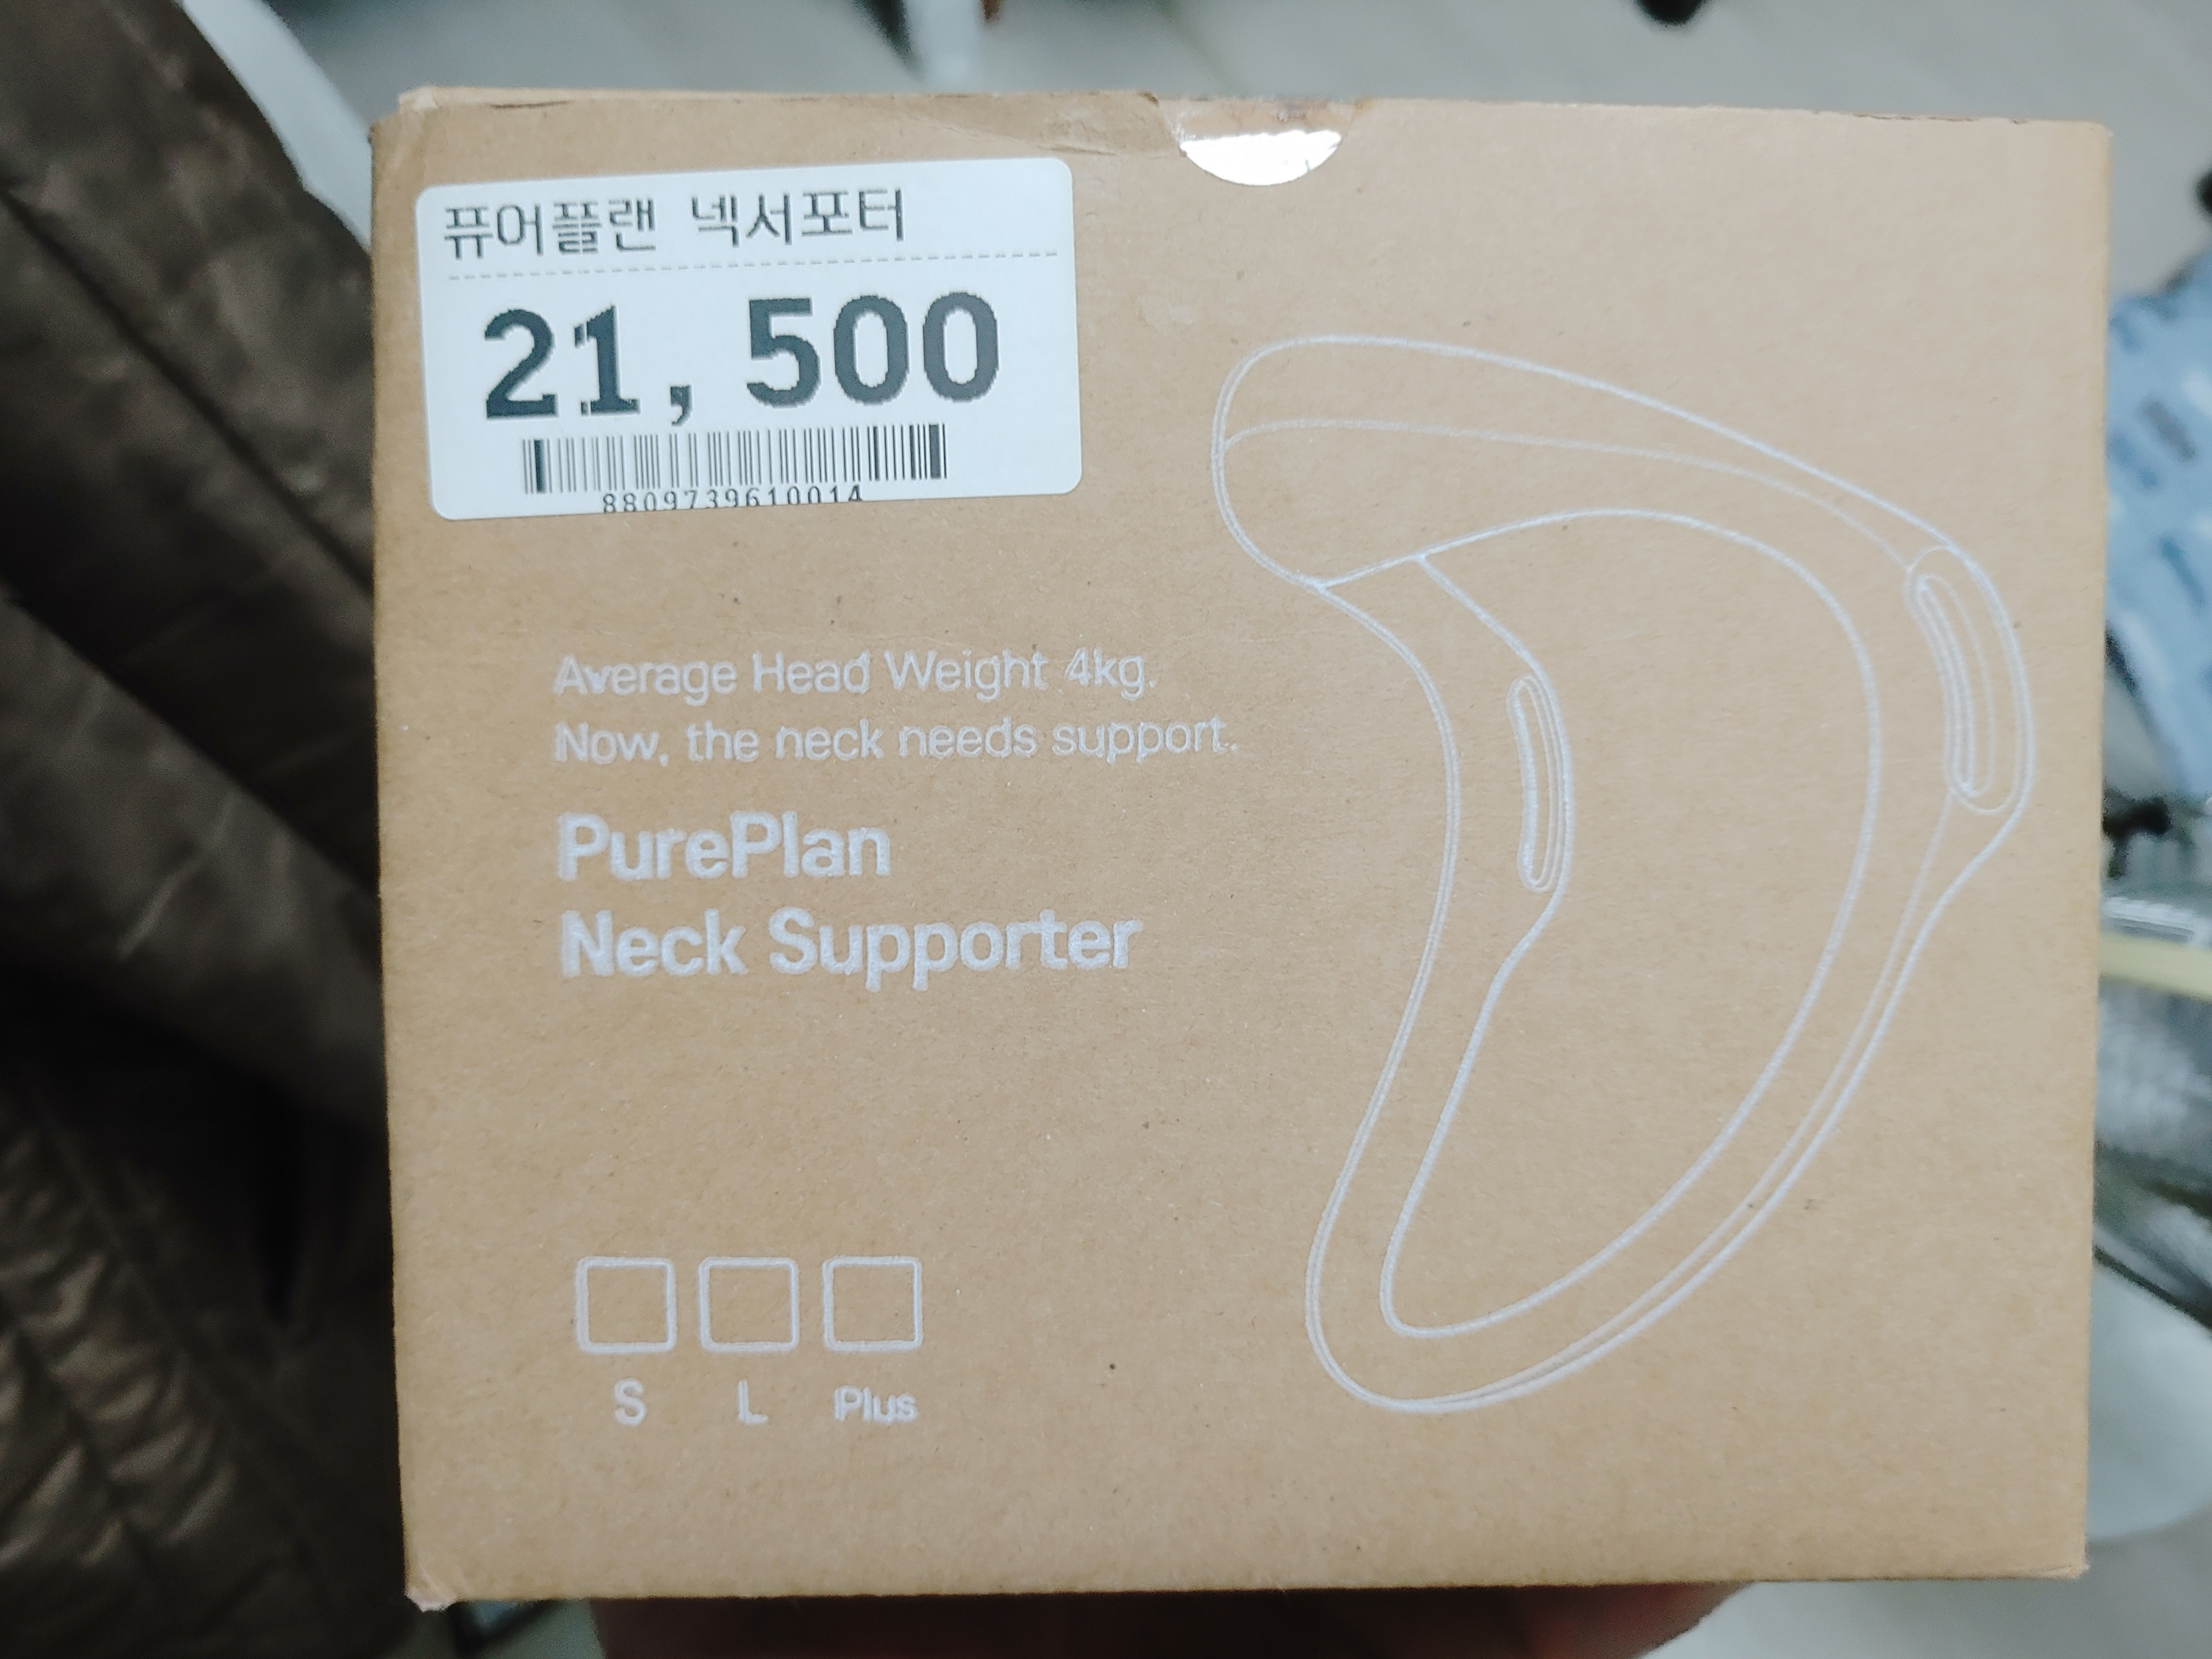 퓨어플랜 넥서포터
21,500
8809739610014
Average Head Weight 4kg.
Now, the neck needs support.
PurePlan
Neck Supporter
S L Plus